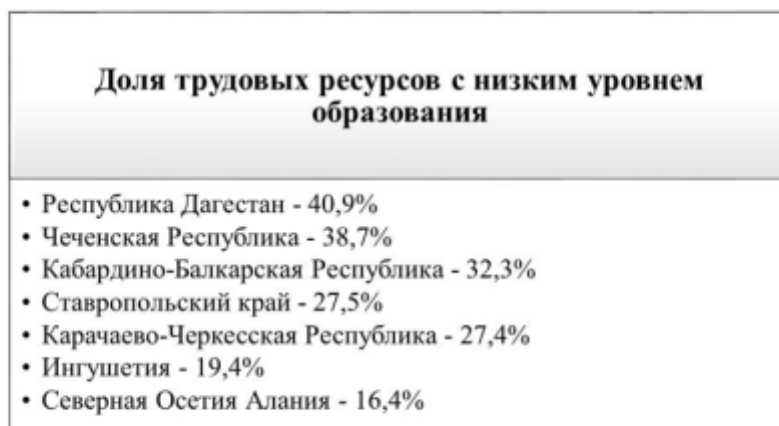 Доля трудовых ресурсов с низким уровнем
образования
• Республика Дагестан - 40,9%
• Чеченская Республика - 38,7%
• Кабардино-Балкарская Республика - 32,3%
• Ставропольский край - 27,5%
• Карачаево-Черкесская Республика - 27,4%
• Ингушетия - 19,4%
• Северная Осетия Алания - 16,4%